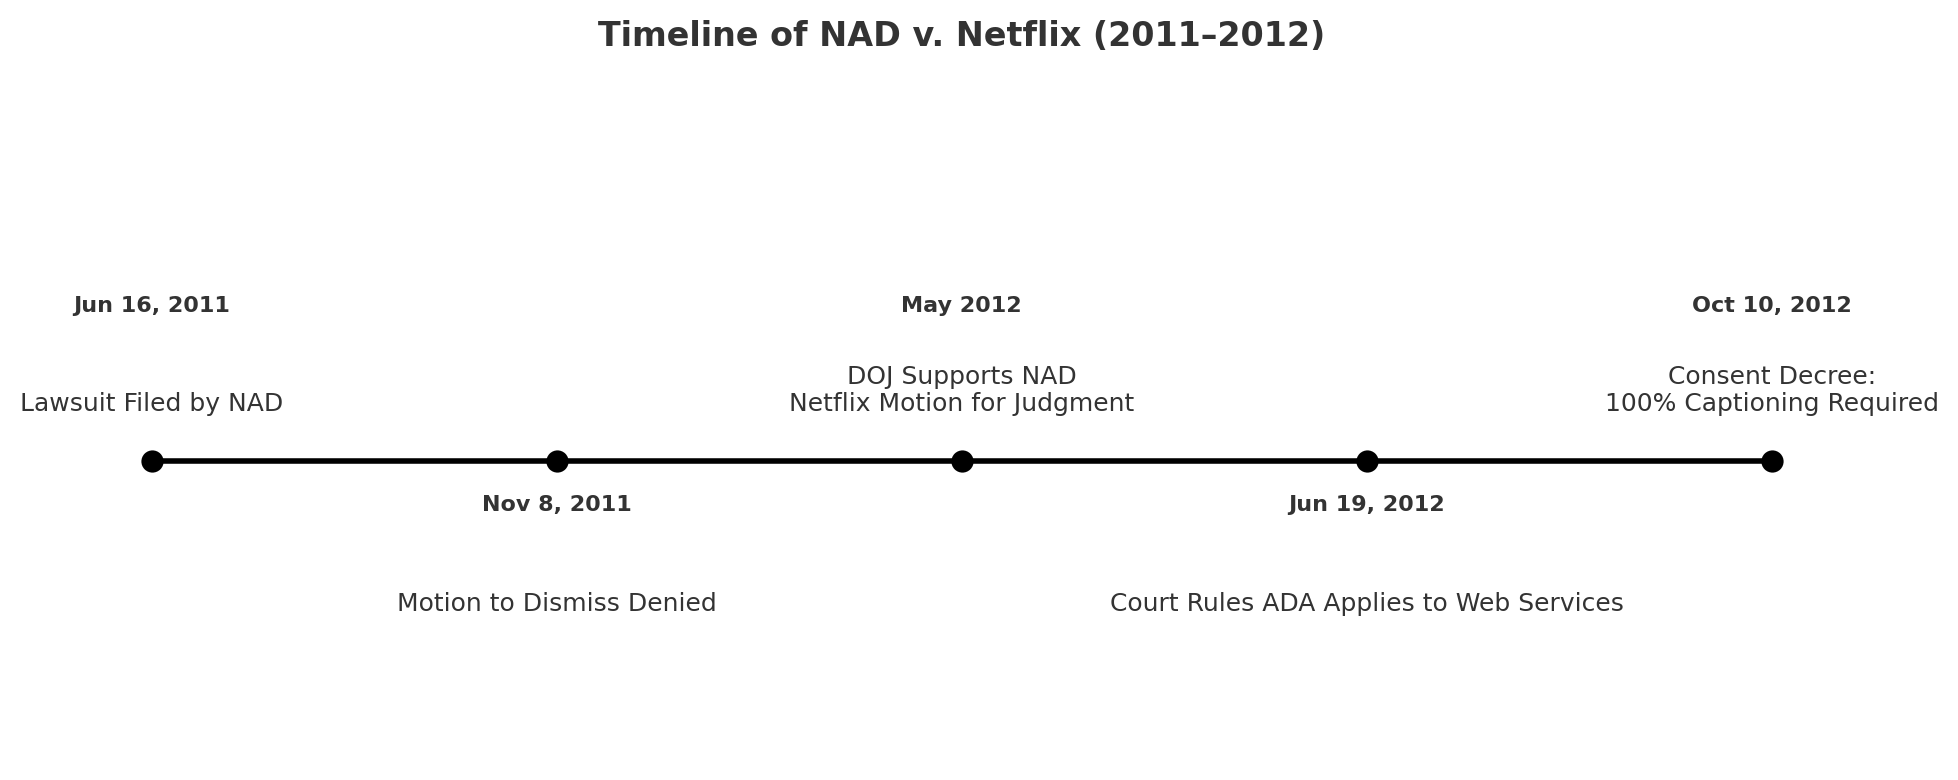 Timeline of NAD v. Netflix (2011–2012)
Jun 16, 2011
Lawsuit Filed by NAD
Nov 8, 2011
Motion to Dismiss Denied
May 2012
DOJ Supports NAD
Netflix Motion for Judgment
Jun 19, 2012
Court Rules ADA Applies to Web Services
Oct 10, 2012
Consent Decree:
100% Captioning Required